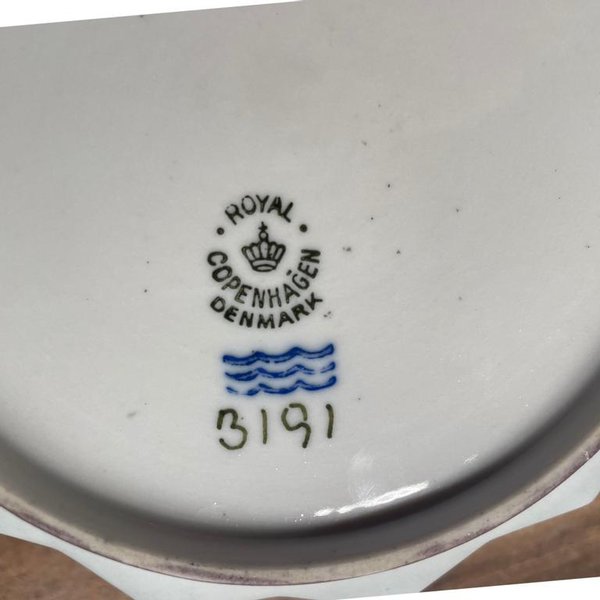 ROYAL
COPENHAGEN
DENMARK
3191